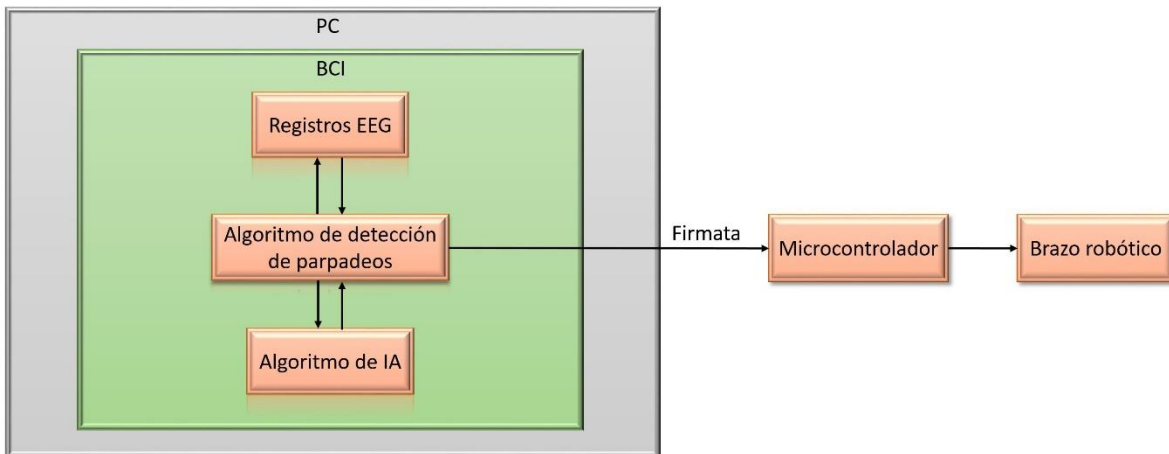 PC
BCI
Registros EEG
Algoritmo de detección
de parpadeos
Algoritmo de IA
Firmata
Microcontrolador
Brazo robótico